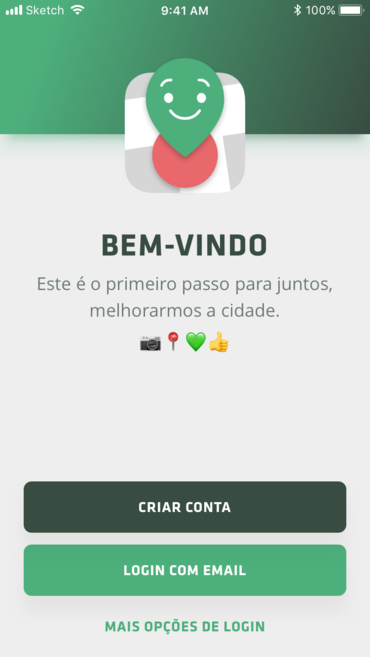 Sketch 9:41 AM 100%
BEM-VINDO
Este é o primeiro passo para juntos,
melhorarmos a cidade.
📷📍💚👍
CRIAR CONTA
LOGIN COM EMAIL
MAIS OPÇÕES DE LOGIN